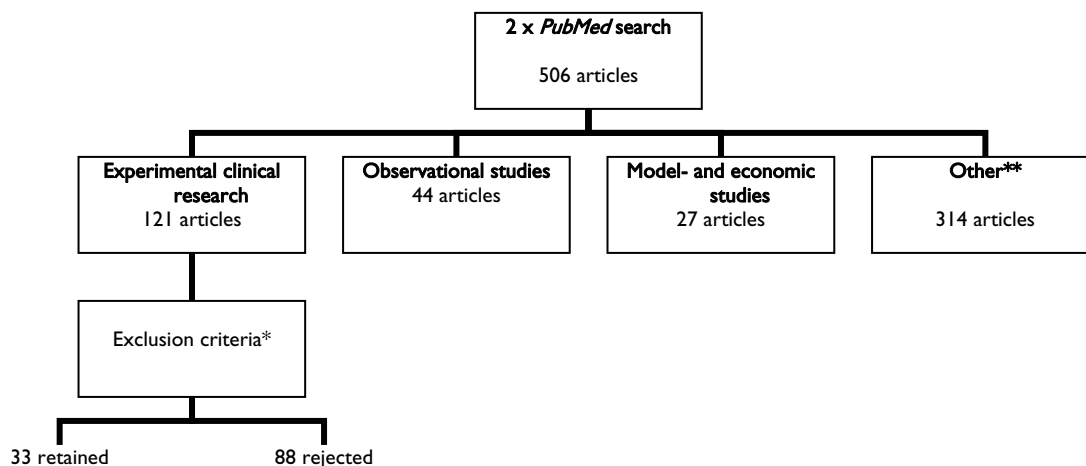 2 x PubMed search
506 articles
Experimental clinical
research
121 articles
Observational studies
44 articles
Model- and economic
studies
27 articles
Other**
314 articles
Exclusion criteria*
33 retained
88 rejected